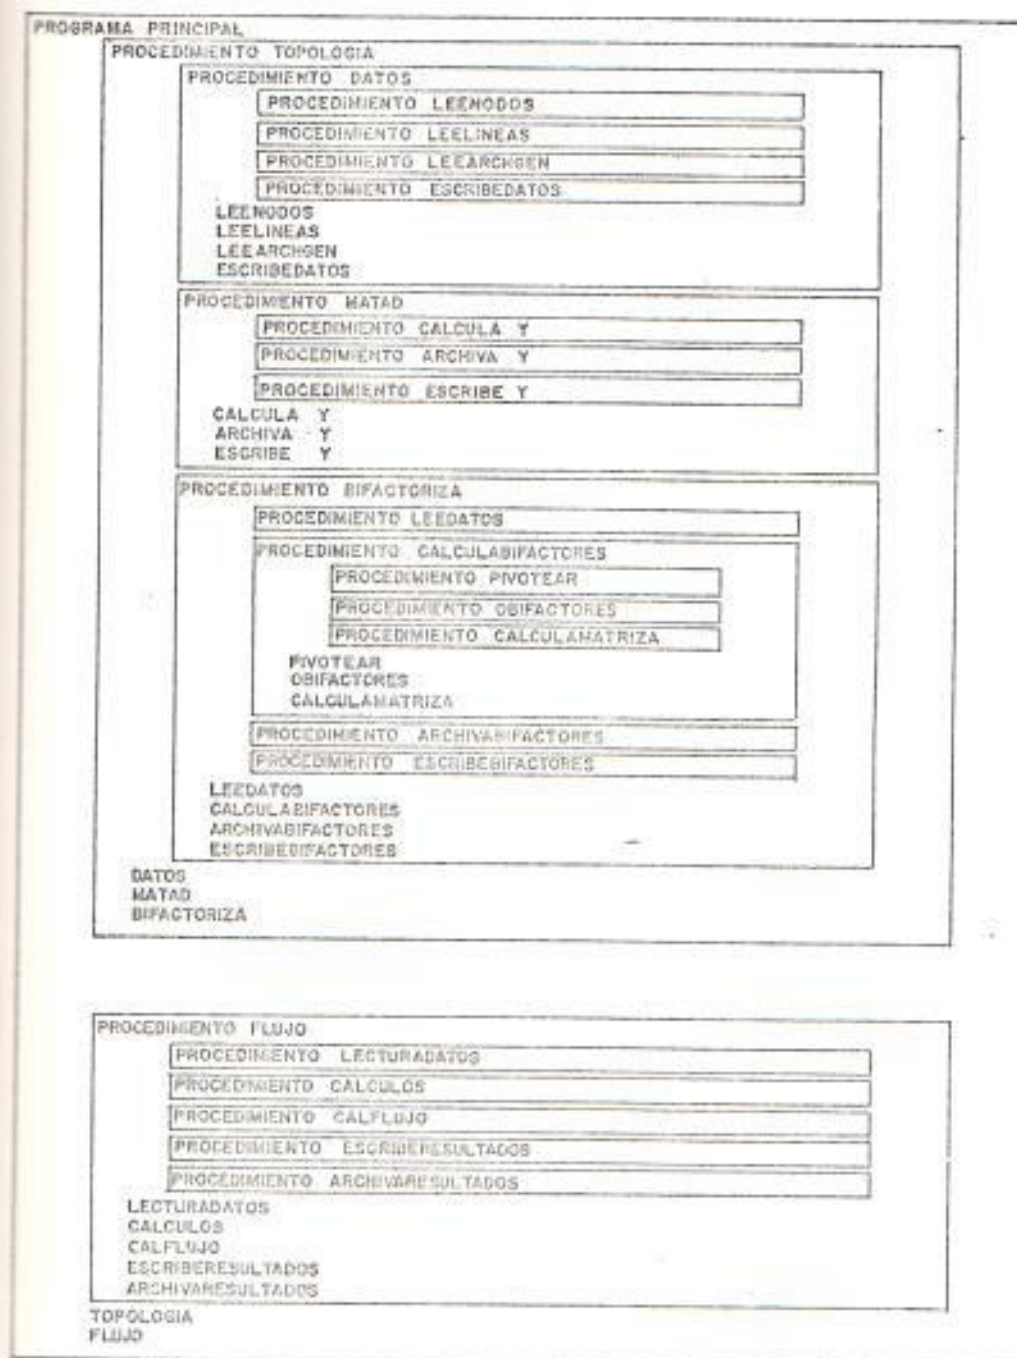 PROGRAMA PRINCIPAL
PROCEDIMIENTO TOPOLOGIA
PROCEDIMIENTO DATOS
PROCEDIMIENTO LEENODOS
PROCEDIMIENTO LEELINEAS
PROCEDIMIENTO LEEARCHGEN
PROCEDIMIENTO ESCRIBEDATOS
LEENODOS
LEELINEAS
LEEARCHGEN
ESCRIBEDATOS
PROCEDIMIENTO MATAD
PROCEDIMIENTO CALCULA Y
PROCEDIMIENTO ARCHIVA Y
PROCEDIMIENTO ESCRIBE Y
CALCULA Y
ARCHIVA Y
ESCRIBE Y
PROCEDIMIENTO BIFACTORIZA
PROCEDIMIENTO LEEDATOS
PROCEDIMIENTO CALCULABIFACTORES
PROCEDIMIENTO PIVOTEAR
PROCEDIMIENTO OBIFACTORES
PROCEDIMIENTO CALCULAMATRIZA
PIVOTEAR
OBIFACTORES
CALCULAMATRIZA
PROCEDIMIENTO ARCHIVABIFACTORES
PROCEDIMIENTO ESCRIBEBIFACTORES
LEEDATOS
CALCULABIFACTORES
ARCHIVABIFACTORES
ESCRIBEBIFACTORES
DATOS
MATAD
BIFACTORIZA
PROCEDIMIENTO FLUJO
PROCEDIMIENTO LECTURADATOS
PROCEDIMIENTO CALCULOS
PROCEDIMIENTO CALFLUJO
PROCEDIMIENTO ESCRIBERESULTADOS
PROCEDIMIENTO ARCHIVARESULTADOS
LECTURADATOS
CALCULOS
CALFLUJO
ESCRIBERESULTADOS
ARCHIVARESULTADOS
TOPOLOGIA
FLUJO